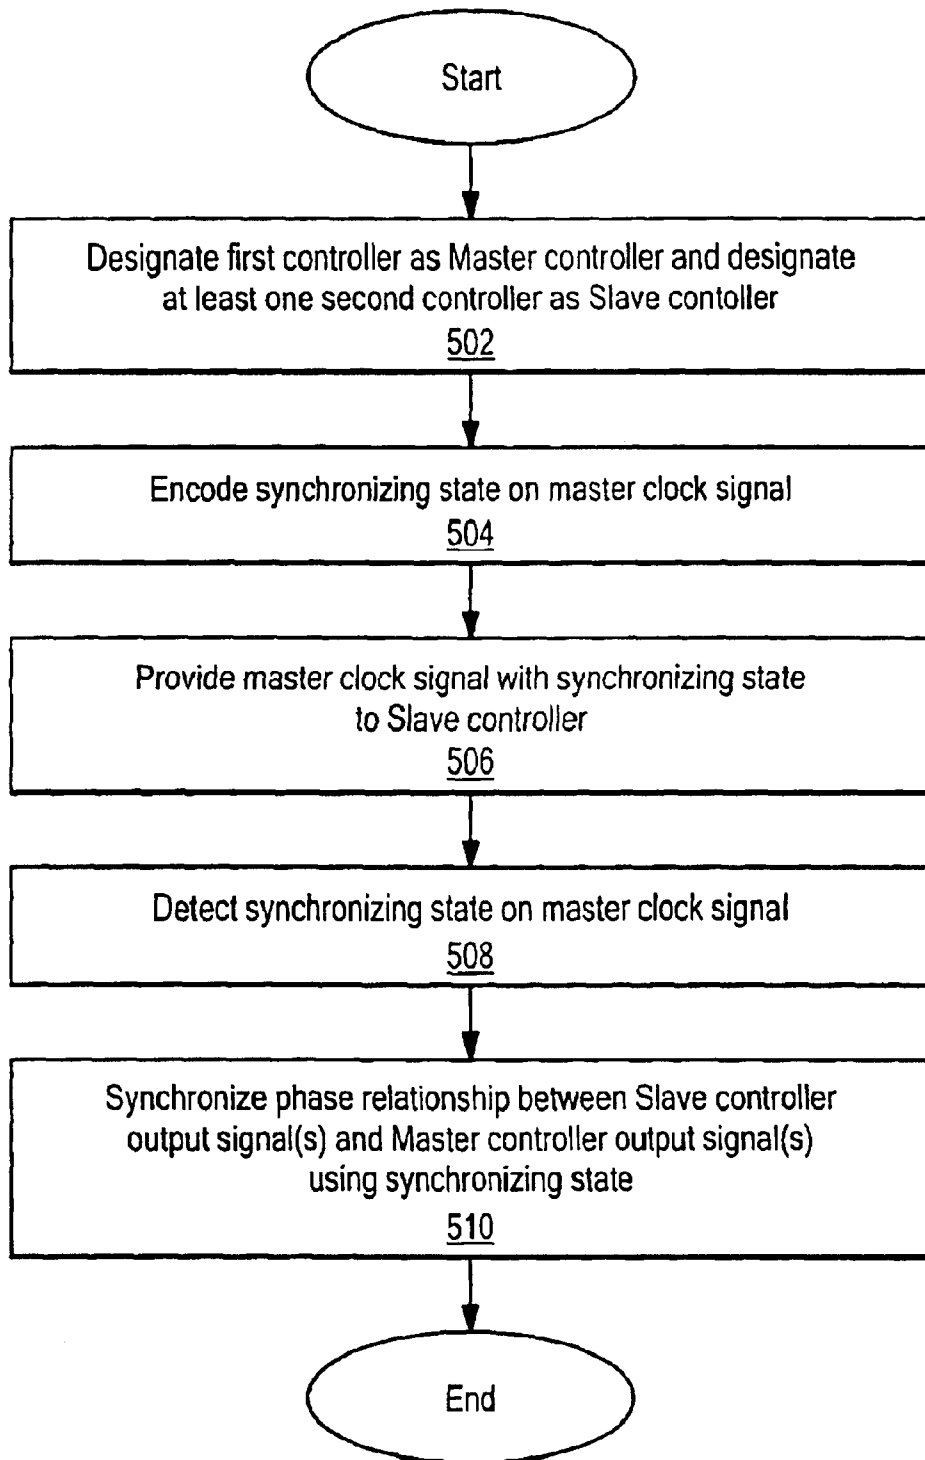 Start
Designate first controller as Master controller and designate
at least one second controller as Slave contoller
502
Encode synchronizing state on master clock signal
504
Provide master clock signal with synchronizing state
to Slave controller
506
Detect synchronizing state on master clock signal
508
Synchronize phase relationship between Slave controller
output signal(s) and Master controller output signal(s)
using synchronizing state
510
End